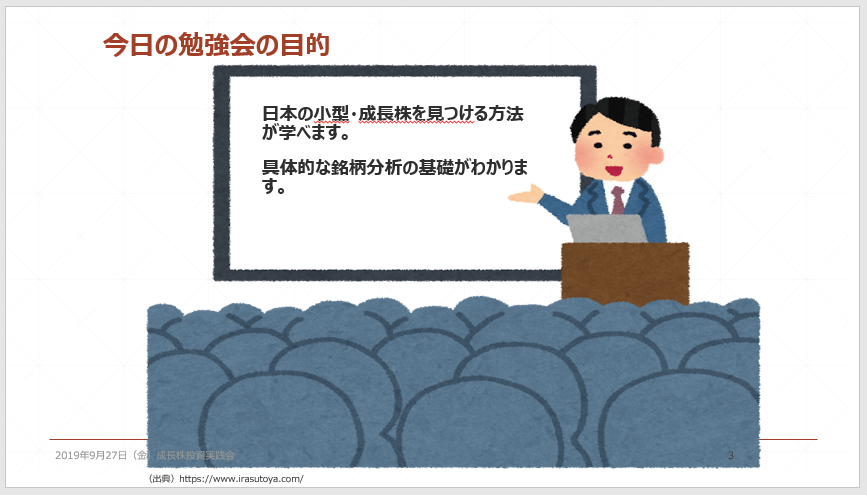 今日の勉強会の目的
日本の小型・成長株を見つける方法
が学べます。
具体的な銘柄分析の基礎がわかりま
す。
2019年9月27日（金）成長株投資実践会
3
（出典）https://www.irasutoya.com/